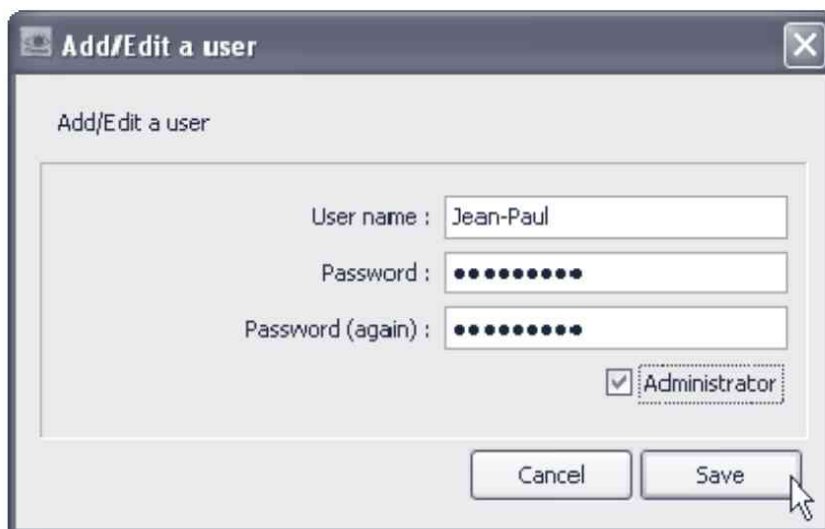 Add/Edit a user
Add/Edit a user
User name : Jean-Paul
Password : •••••••••
Password (again) : •••••••••
Administrator
Cancel Save